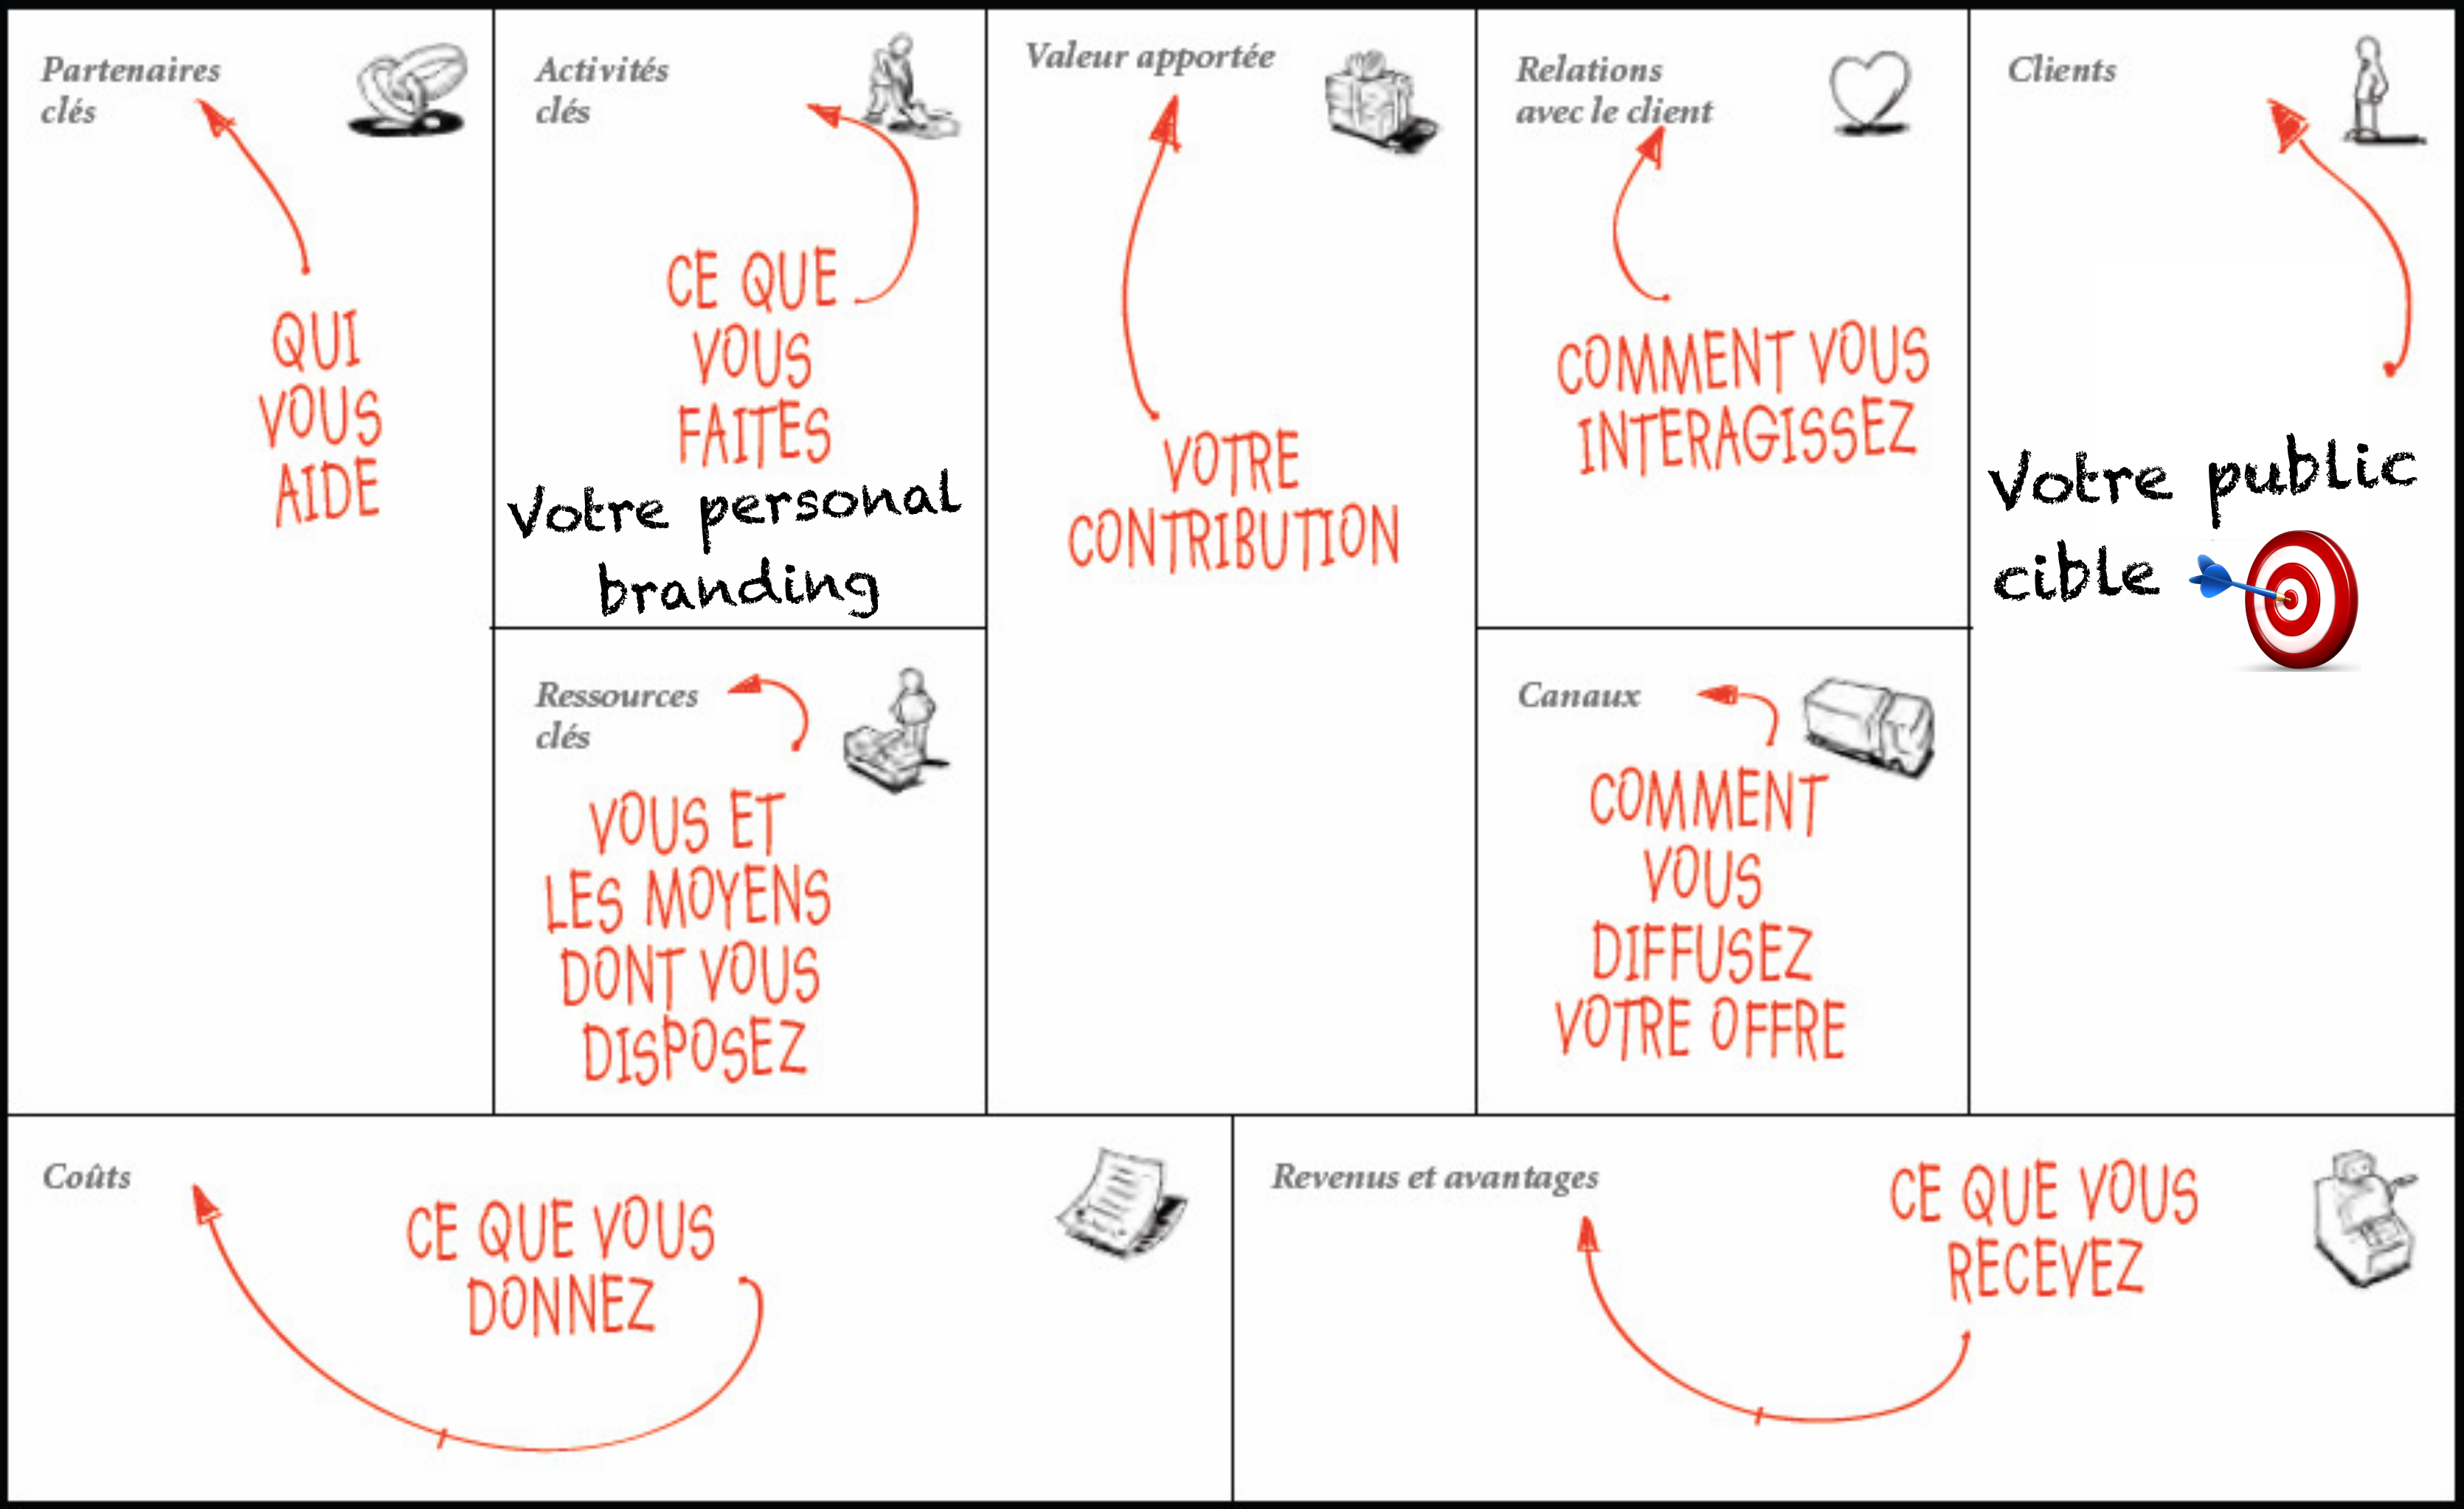 Partenaires
clés
QUI
VOUS
AIDE
Activités
clés
CE QUE
VOUS
FAITES
Votre personal
branding
Ressources
clés
VOUS ET
LES MOYENS
DONT VOUS
DISPOSEZ
Valeur apportée
VOTRE
CONTRIBUTION
Relations
avec le client
COMMENT VOUS
INTERAGISSEZ
Canaux
COMMENT
VOUS
DIFFUSEZ
VOTRE OFFRE
Clients
Votre public
cible
Coûts
CE QUE VOUS
DONNEZ
Revenus et avantages
CE QUE VOUS
RECEVEZ